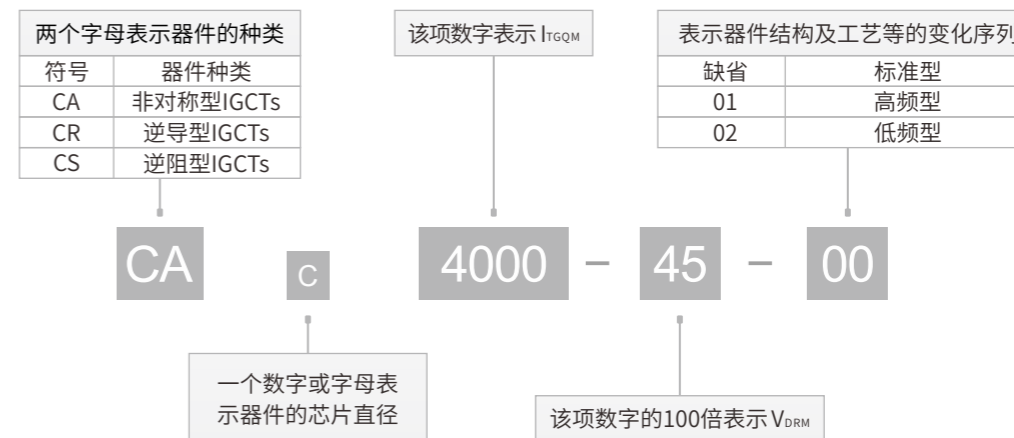 两个字母表示器件的种类
符号 器件种类
CA 非对称型IGCTs
CR 逆导型IGCTs
CS 逆阻型IGCTs
该项数字表示 ITGQM
表示器件结构及工艺等的变化序列
缺省 标准型
01 高频型
02 低频型
CA C 4000 - 45 - 00
一个数字或字母表
示器件的芯片直径
该项数字的100倍表示 VDRM